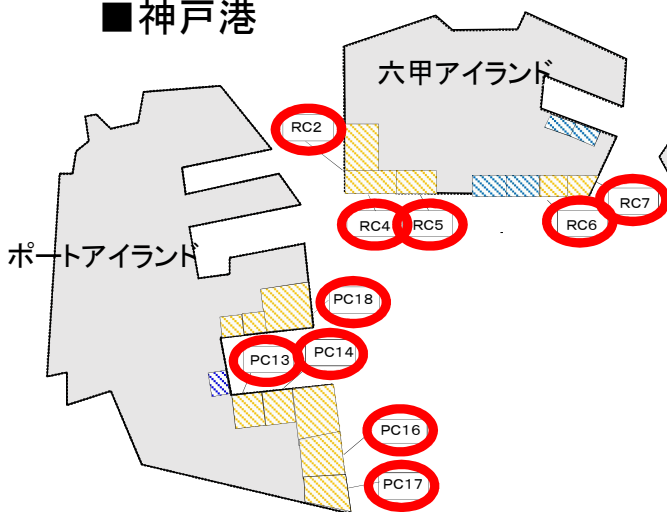 ■神戸港
六甲アイランド
RC2
RC7
RC4
RC5
RC6
ポートアイランド
PC18
PC13
PC14
PC16
PC17